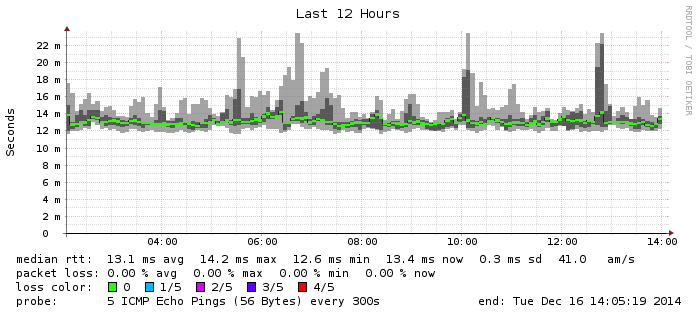 Last 12 Hours
RRDTOOL / TOBI OETIKER
Seconds
22 m
20 m
18 m
16 m
14 m
12 m
10 m
8 m
6 m
4 m
2 m
0
04:00 06:00 08:00 10:00 12:00 14:00
median rtt: 13.1 ms avg 14.2 ms max 12.6 ms min 13.4 ms now 0.3 ms sd 41.0 am/s
packet loss: 0.00 % avg 0.00 % max 0.00 % min 0.00 % now
loss color: 0 1/5 2/5 3/5 4/5
probe: 5 ICMP Echo Pings (56 Bytes) every 300s end: Tue Dec 16 14:05:19 2014